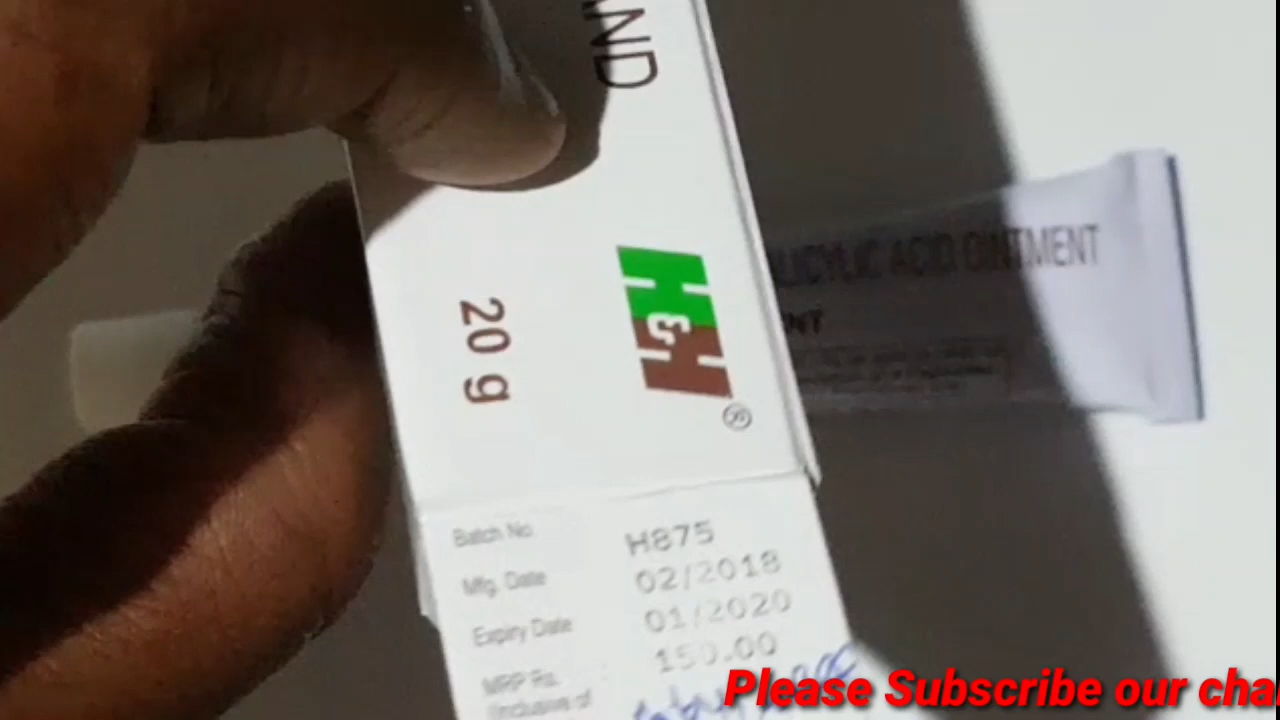 AND
H&H
®
20 g
ALICYLIC ACID OINTMENT
NT
Batch No. H875
Mfg. Date 02/2018
Expiry Date 01/2020
MRP Rs. 150.00
(Inclusive of
Please Subscribe our cha